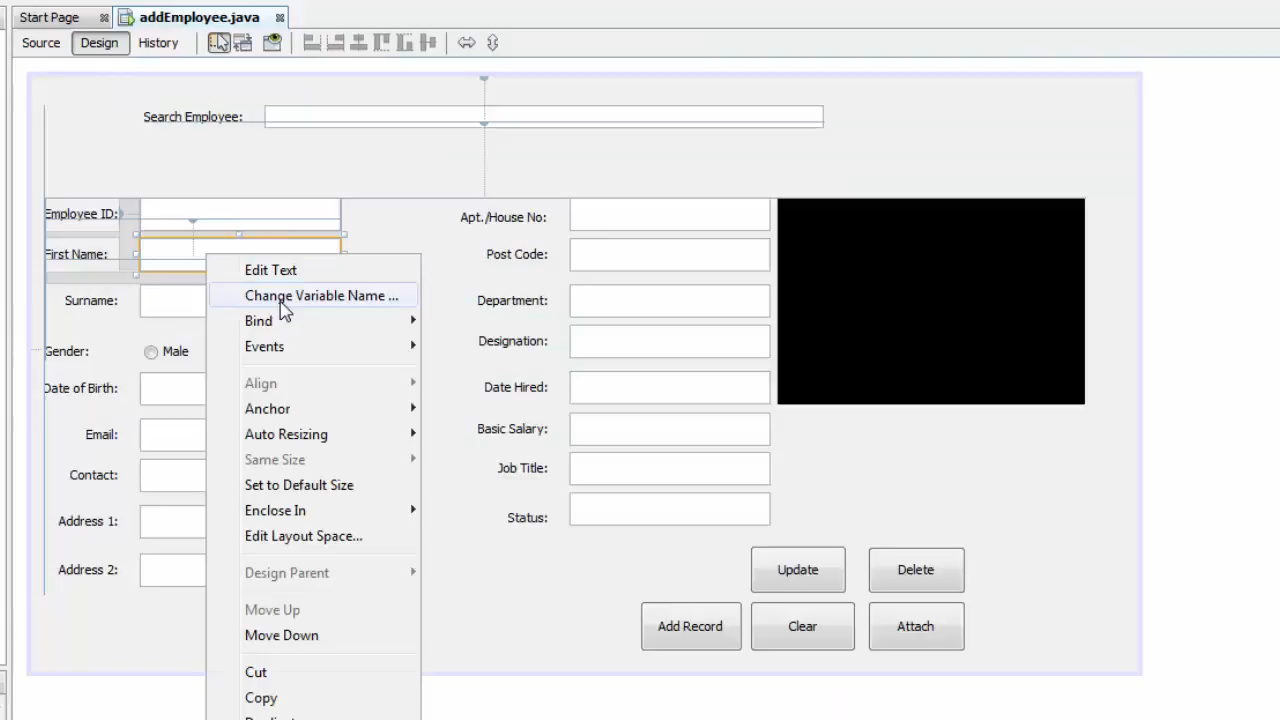 Start Page
addEmployee.java
Source
Design
History
Search Employee:
Employee ID:
First Name:
Surname:
Gender:
Male
Date of Birth:
Email:
Contact:
Address 1:
Address 2:
Edit Text
Change Variable Name ...
Bind
Events
Align
Anchor
Auto Resizing
Same Size
Set to Default Size
Enclose In
Edit Layout Space...
Design Parent
Move Up
Move Down
Cut
Copy
Apt./House No:
Post Code:
Department:
Designation:
Date Hired:
Basic Salary:
Job Title:
Status:
Update
Delete
Add Record
Clear
Attach